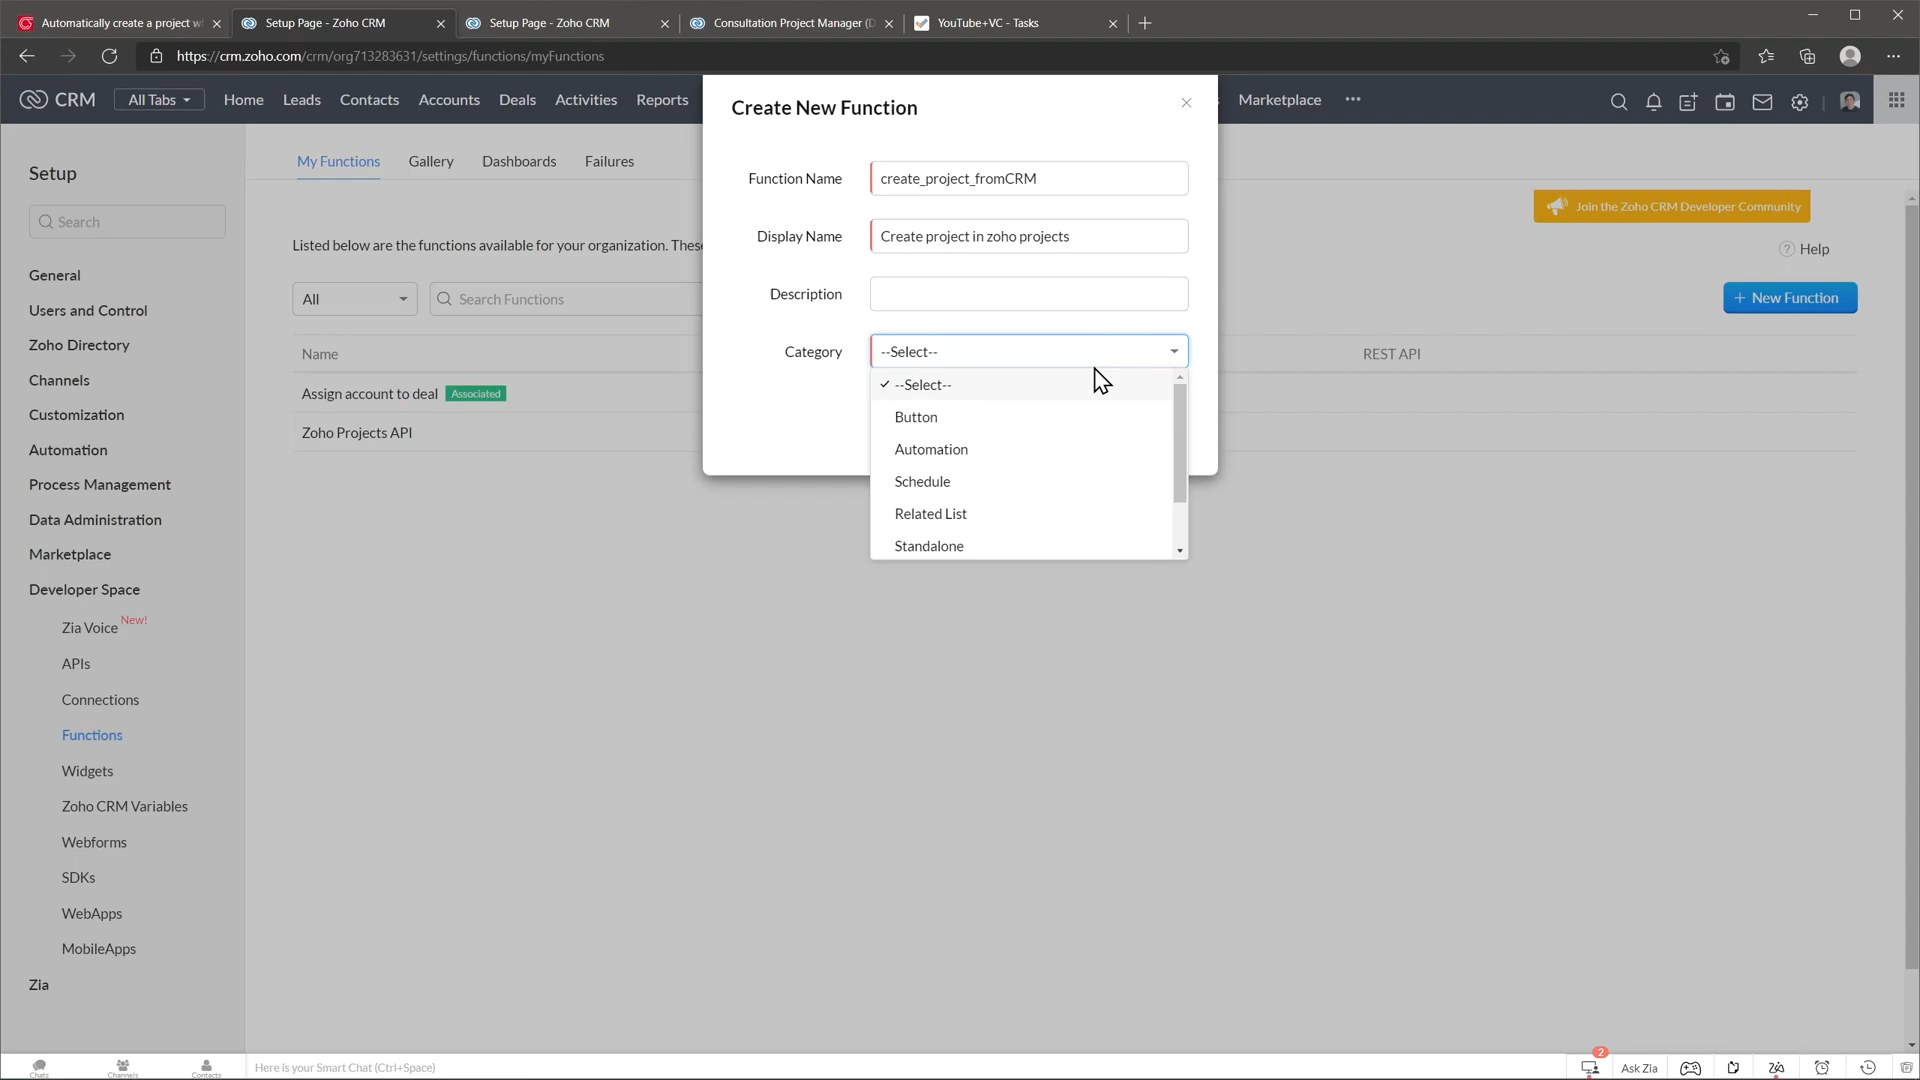 Automatically create a project w
Setup Page - Zoho CRM
Setup Page - Zoho CRM
Consultation Project Manager (D
YouTube+VC - Tasks
https://crm.zoho.com/crm/org713283631/settings/functions/myFunctions
CRM
All Tabs
Home
Leads
Contacts
Accounts
Deals
Activities
Reports
Marketplace
Create New Function
Function Name
create_project_fromCRM
Display Name
Create project in zoho projects
Description
Category
--Select--
--Select--
Button
Automation
Schedule
Related List
Standalone
Setup
Search
General
Users and Control
Zoho Directory
Channels
Customization
Automation
Process Management
Data Administration
Marketplace
Developer Space
Zia Voice New!
APIs
Connections
Functions
Widgets
Zoho CRM Variables
Webforms
SDKs
WebApps
MobileApps
Zia
My Functions
Gallery
Dashboards
Failures
Join the Zoho CRM Developer Community
Listed below are the functions available for your organization. These
Help
All
Search Functions
+ New Function
Name
REST API
Assign account to deal Associated
Zoho Projects API
Chats
Channels
Contacts
Here is your Smart Chat (Ctrl+Space)
2
Ask Zia